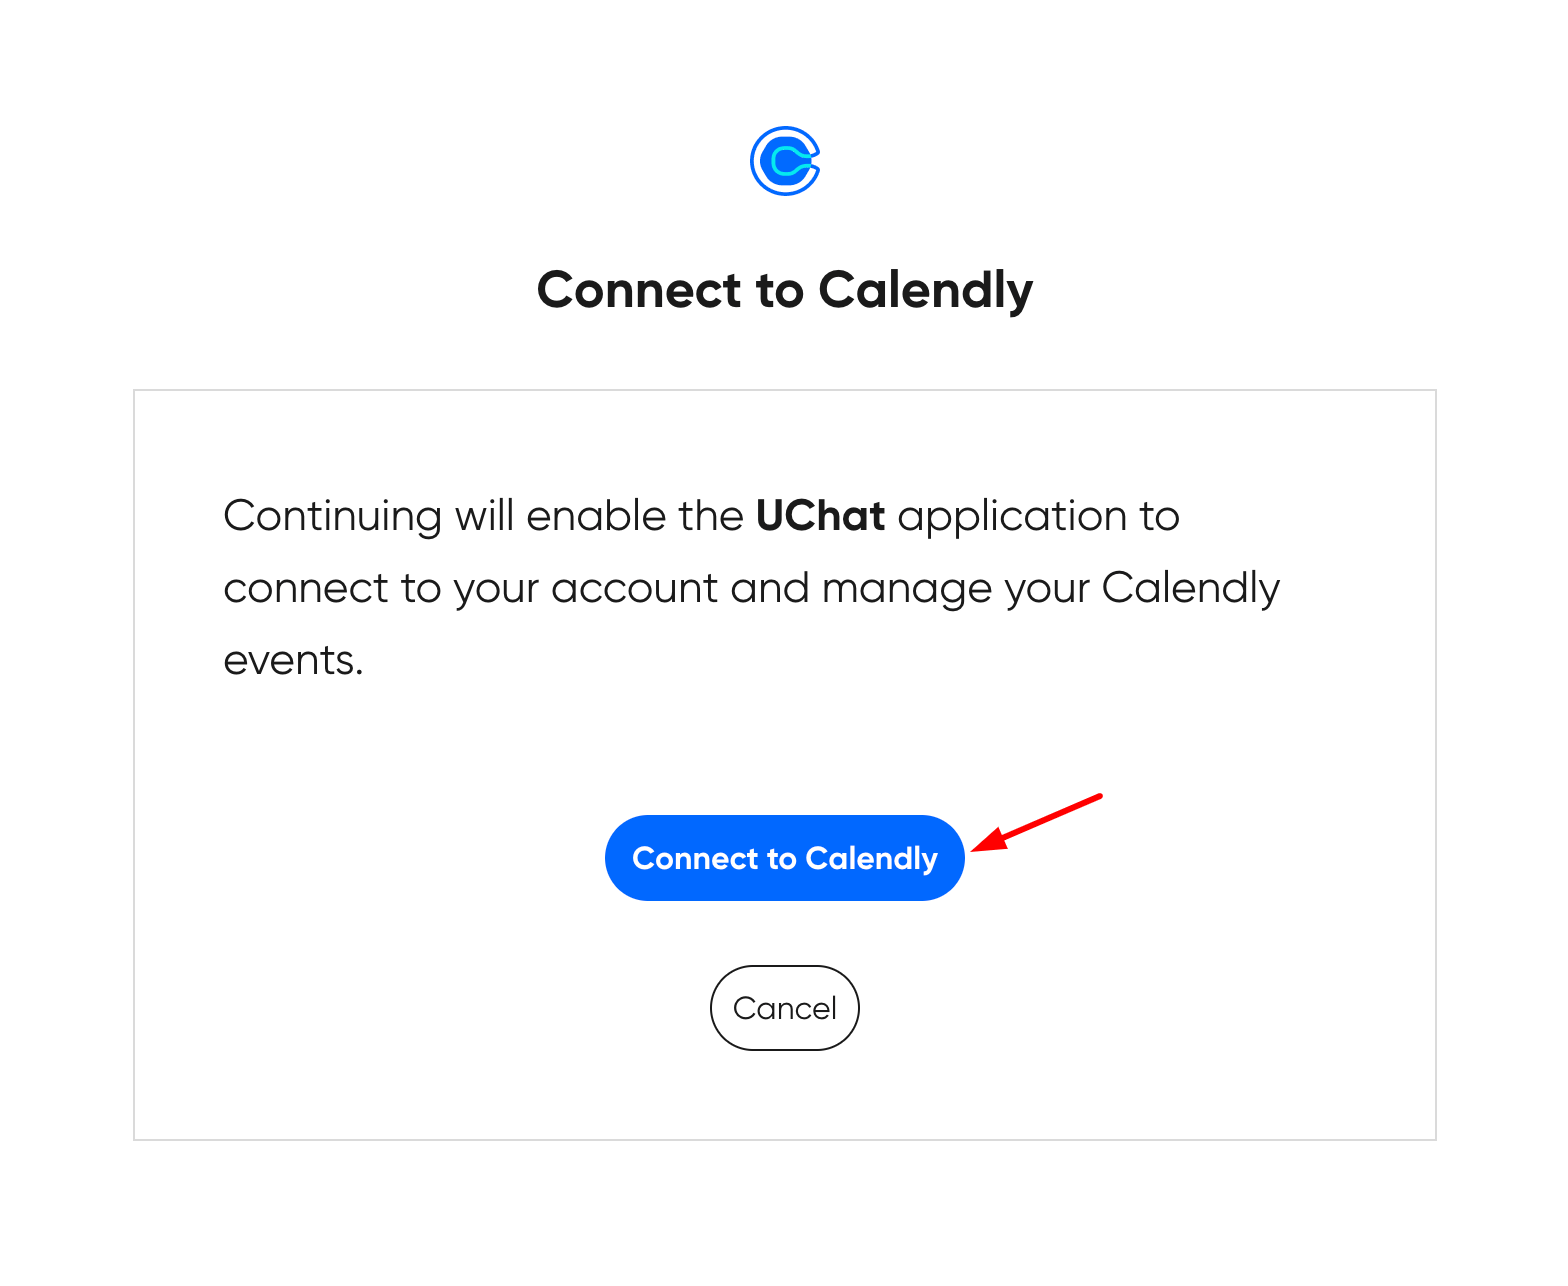 Connect to Calendly
Continuing will enable the UChat application to
connect to your account and manage your Calendly
events.
Connect to Calendly
Cancel